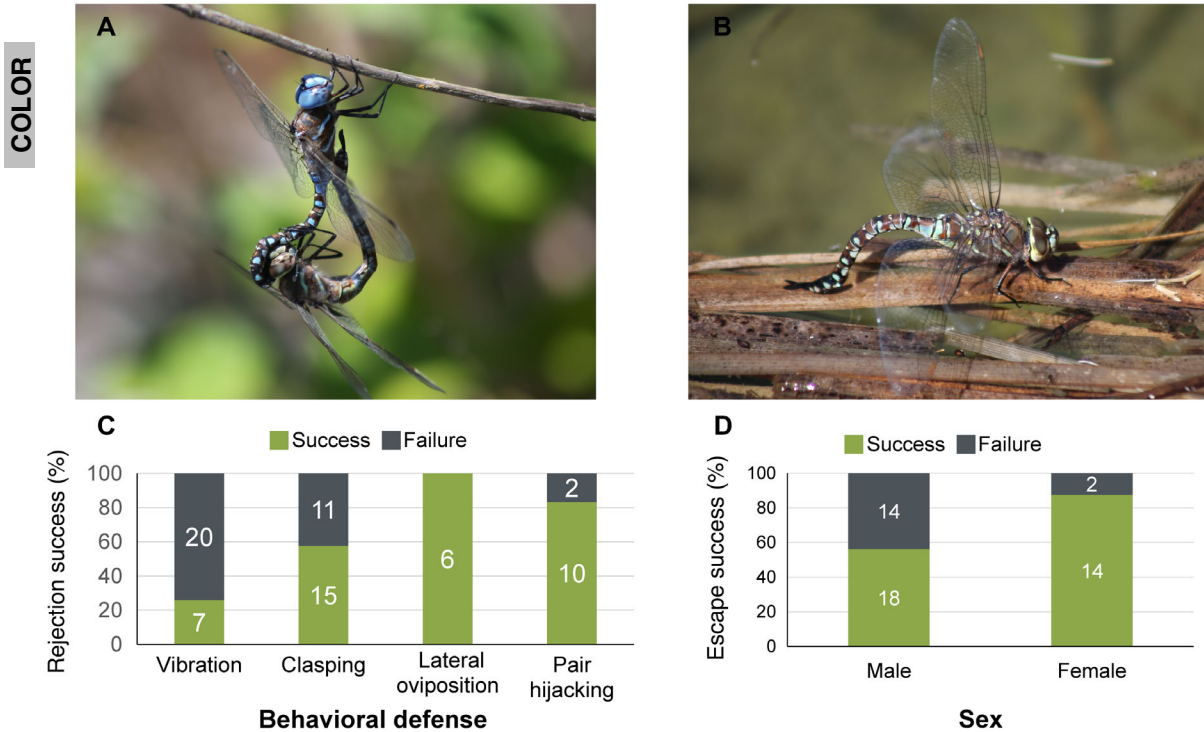 COLOR
A
B
C
Success Failure
Rejection success (%)
100
80
60
40
20
0
20
7
11
15
6
2
10
Vibration
Clasping
Lateral
oviposition
Pair
hijacking
Behavioral defense
D
Success Failure
Escape success (%)
100
80
60
40
20
0
14
18
2
14
Male
Female
Sex